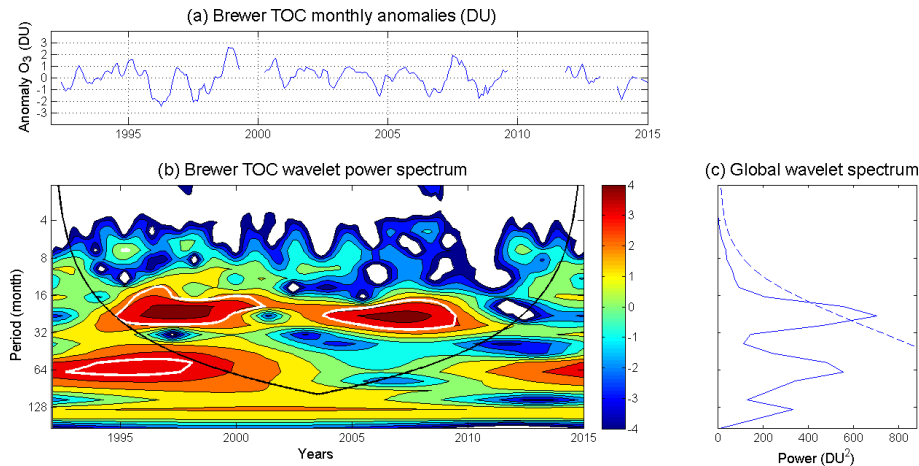 (a) Brewer TOC monthly anomalies (DU)
Anomaly O3 (DU)
3
2
1
0
-1
-2
-3
1995 2000 2005 2010 2015
(b) Brewer TOC wavelet power spectrum
(c) Global wavelet spectrum
Period (month)
4
8
16
32
64
128
1995 2000 2005 2010 2015
Years
4
3
2
1
0
-1
-2
-3
-4
0 200 400 600 800
Power (DU2)